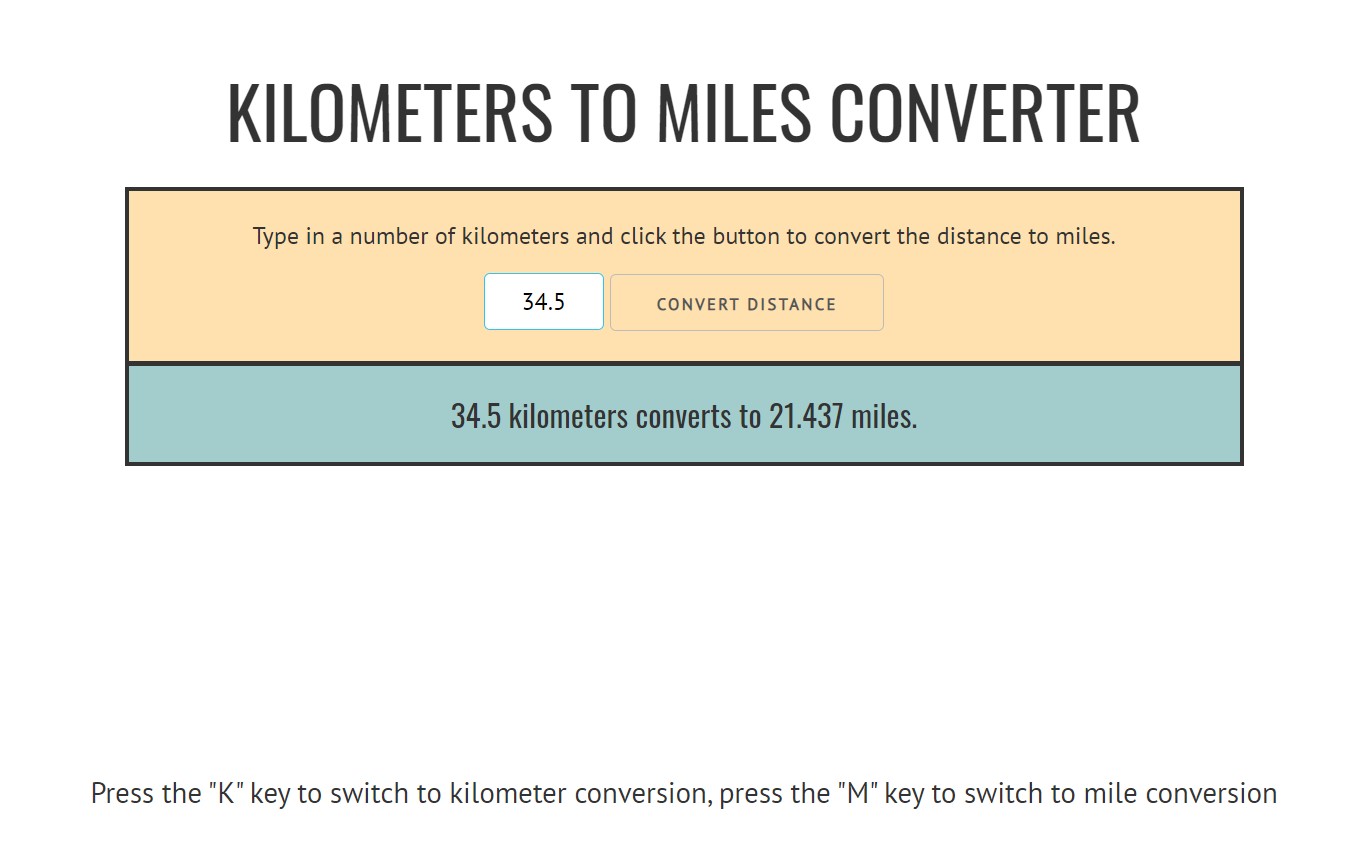 KILOMETERS TO MILES CONVERTER
Type in a number of kilometers and click the button to convert the distance to miles.
34.5
CONVERT DISTANCE
34.5 kilometers converts to 21.437 miles.
Press the "K" key to switch to kilometer conversion, press the "M" key to switch to mile conversion